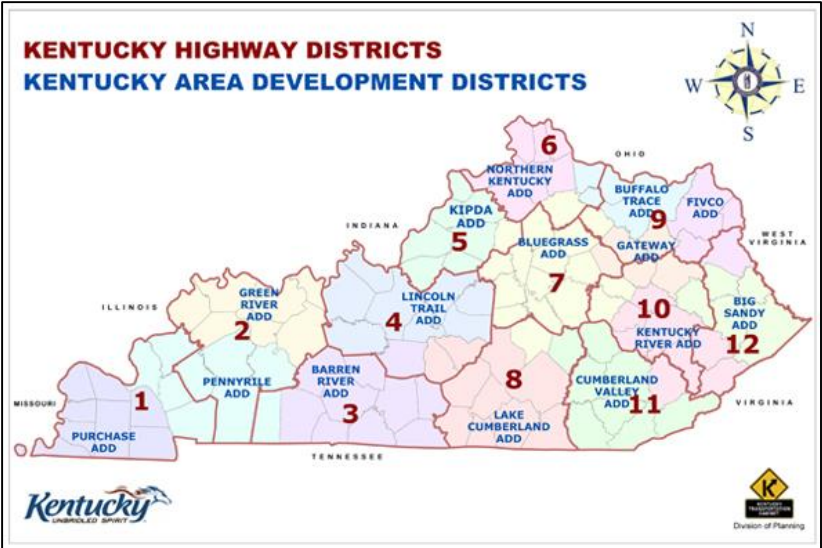 KENTUCKY HIGHWAY DISTRICTS
KENTUCKY AREA DEVELOPMENT DISTRICTS
N
W
E
S
6
OHIO
NORTHERN
KENTUCKY
ADD
BUFFALO
TRACE
ADD
9
FIVCO
ADD
KIPDA
ADD
5
INDIANA
BLUEGRASS
ADD
7
GATEWAY
ADD
WEST
VIRGINIA
ILLINOIS
GREEN
RIVER
ADD
2
LINCOLN
TRAIL
ADD
4
10
KENTUCKY
RIVER ADD
BIG
SANDY
ADD
12
MISSOURI
1
PURCHASE
ADD
PENNYRILE
ADD
BARREN
RIVER
ADD
3
8
LAKE
CUMBERLAND
ADD
CUMBERLAND
VALLEY
ADD
11
VIRGINIA
TENNESSEE
Kentucky
UNBRIDLED SPIRIT
KENTUCKY
TRANSPORTATION
CABINET
Division of Planning